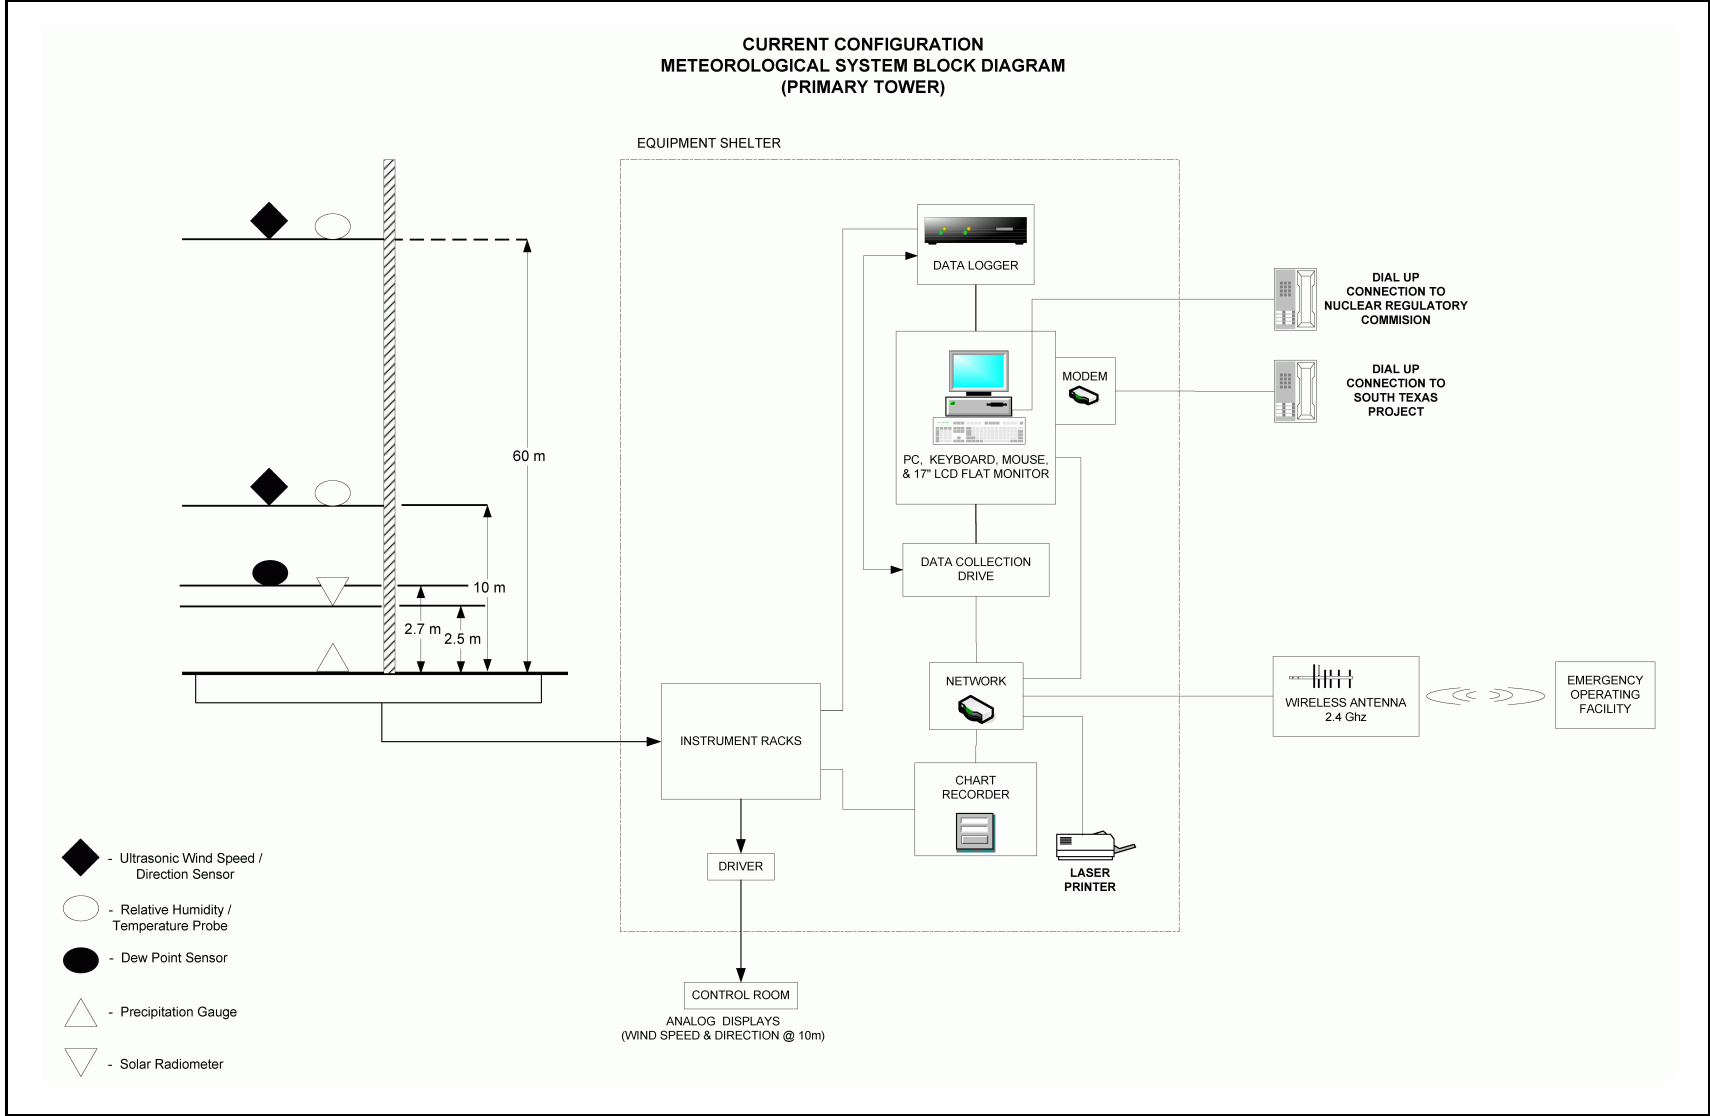 CURRENT CONFIGURATION
METEOROLOGICAL SYSTEM BLOCK DIAGRAM
(PRIMARY TOWER)
EQUIPMENT SHELTER
DATA LOGGER
DIAL UP
CONNECTION TO
NUCLEAR REGULATORY
COMMISION
MODEM
DIAL UP
CONNECTION TO
SOUTH TEXAS
PROJECT
PC, KEYBOARD, MOUSE,
& 17" LCD FLAT MONITOR
60 m
10 m
2.7 m
2.5 m
DATA COLLECTION
DRIVE
NETWORK
WIRELESS ANTENNA
2.4 Ghz
EMERGENCY
OPERATING
FACILITY
INSTRUMENT RACKS
CHART
RECORDER
LASER
PRINTER
DRIVER
CONTROL ROOM
ANALOG DISPLAYS
(WIND SPEED & DIRECTION @ 10m)
- Ultrasonic Wind Speed /
Direction Sensor
- Relative Humidity /
Temperature Probe
- Dew Point Sensor
- Precipitation Gauge
- Solar Radiometer